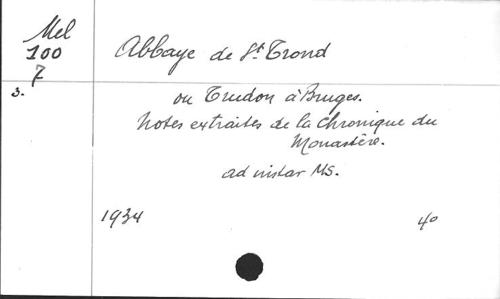 Mel
100
7
3.
Abbaye de St Trond
ou Trudon à Bruges.
Notes extraites de la Chronique du
Monastère.
ad instar MS.
1934
4o